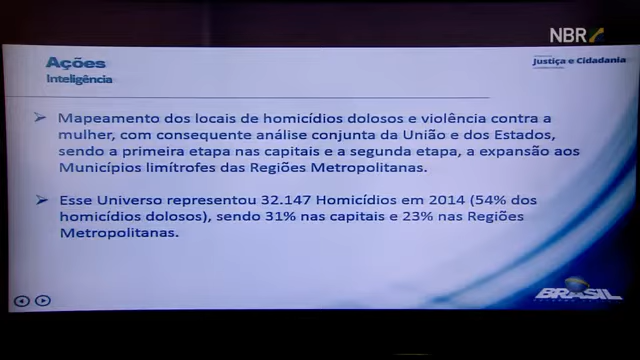 NBR
Ações
Inteligência
Justiça e Cidadania
Mapeamento dos locais de homicídios dolosos e violência contra a
mulher, com consequente análise conjunta da União e dos Estados,
sendo a primeira etapa nas capitais e a segunda etapa, a expansão aos
Municípios limítrofes das Regiões Metropolitanas.
Esse Universo representou 32.147 Homicídios em 2014 (54% dos
homicídios dolosos), sendo 31% nas capitais e 23% nas Regiões
Metropolitanas.
BRASIL